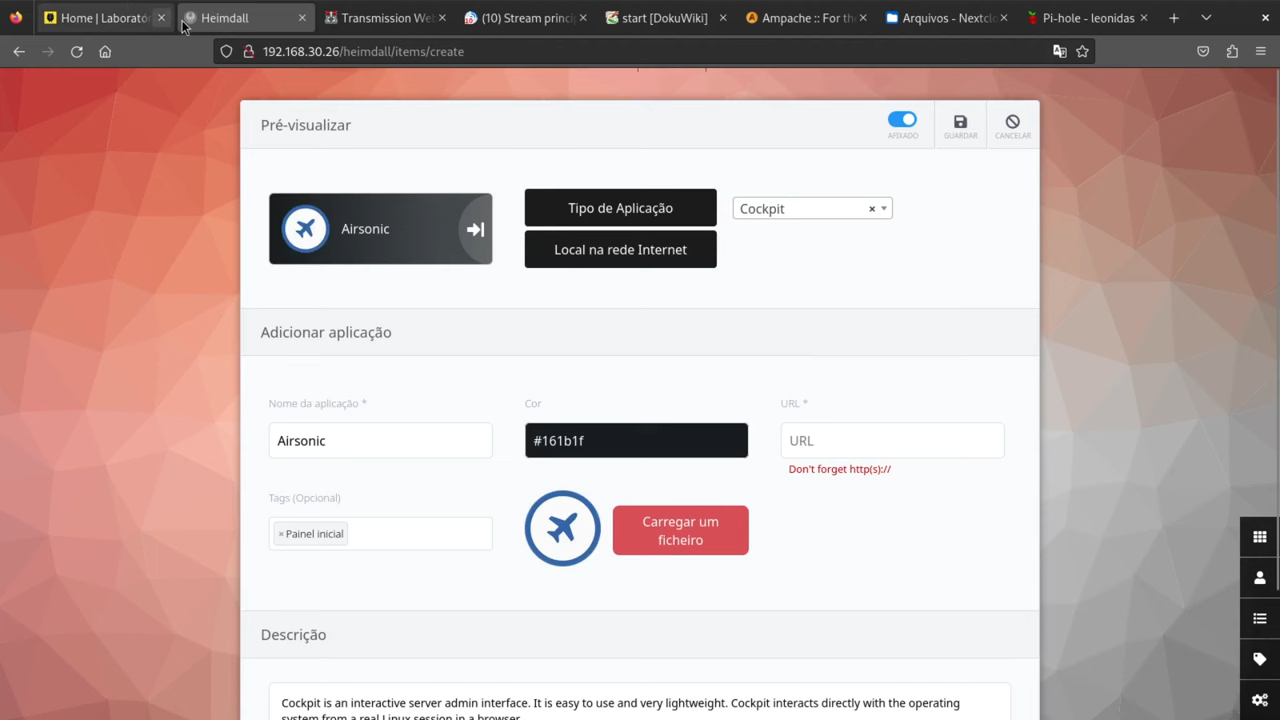 Home | Laboratór
Heimdall
Transmission We
(10) Stream princi
start [DokuWiki]
Ampache :: For th
Arquivos - Nextcl
Pi-hole - leonidas
192.168.30.26/heimdall/items/create
Pré-visualizar
AFIXADO
GUARDAR
CANCELAR
Airsonic
Tipo de Aplicação
Cockpit
Local na rede Internet
Adicionar aplicação
Nome da aplicação *
Cor
URL *
Airsonic
#161b1f
URL
Don't forget http(s)://
Tags (Opcional)
× Painel inicial
Carregar um
ficheiro
Descrição
Cockpit is an interactive server admin interface. It is easy to use and very lightweight. Cockpit interacts directly with the operating
system from a real Linux session in a browser.